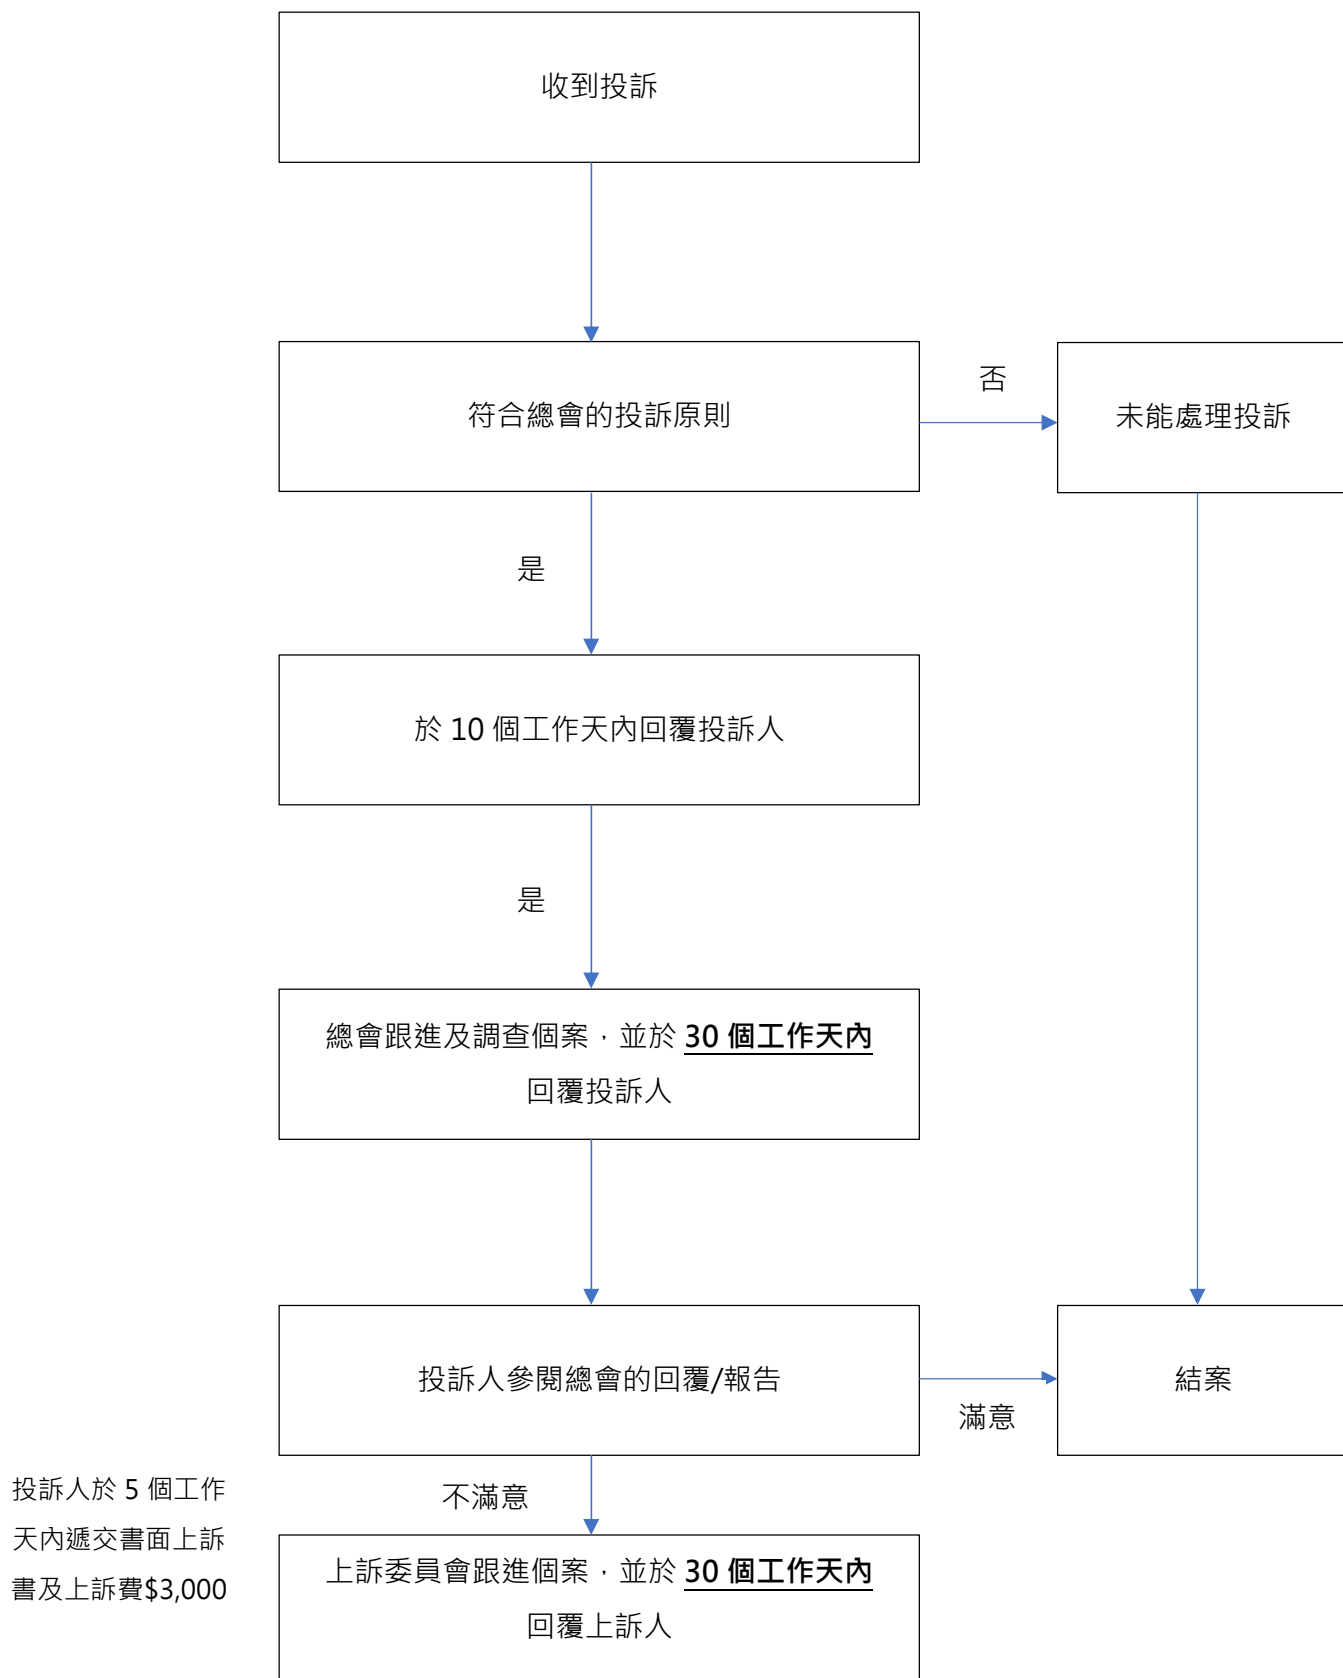 收到投訴
符合總會的投訴原則
否
未能處理投訴
是
於 10 個工作天內回覆投訴人
是
總會跟進及調查個案，並於 30 個工作天內
回覆投訴人
投訴人參閱總會的回覆/報告
滿意
結案
投訴人於 5 個工作
天內遞交書面上訴
書及上訴費$3,000
不滿意
上訴委員會跟進個案，並於 30 個工作天內
回覆上訴人